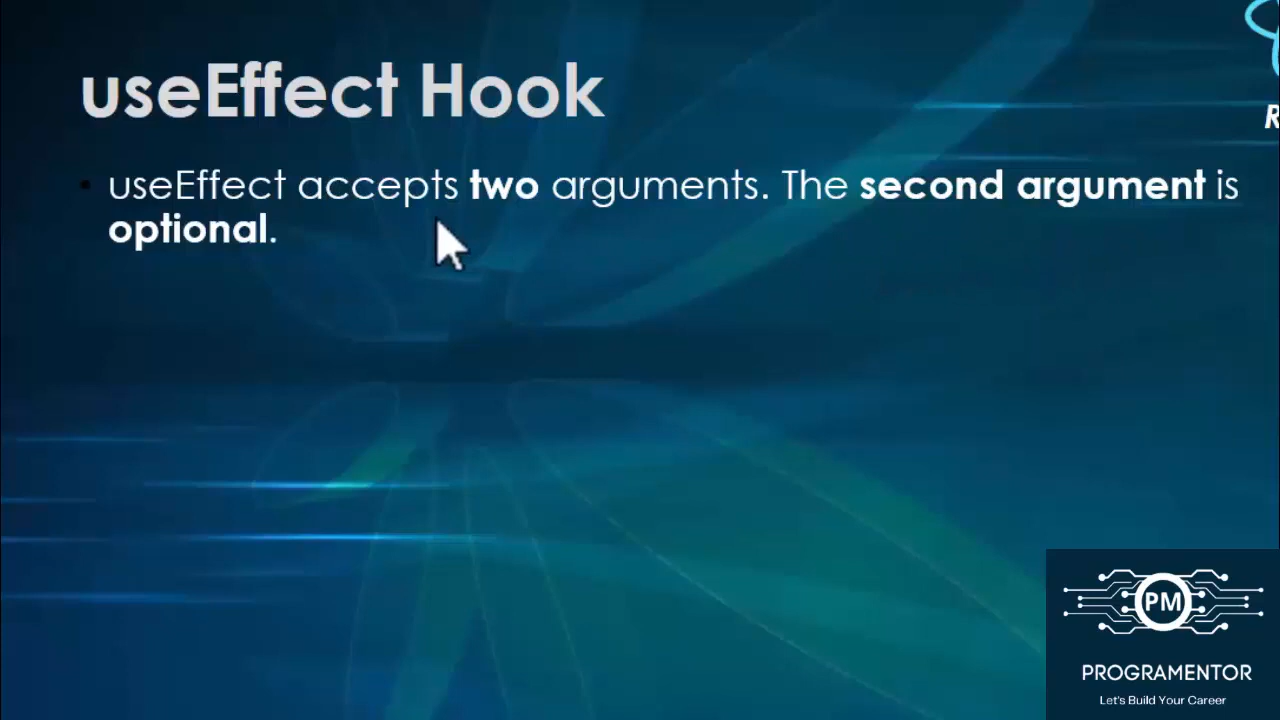 useEffect Hook
• useEffect accepts two arguments. The second argument is
optional.
R
PM
PROGRAMENTOR
Let's Build Your Career